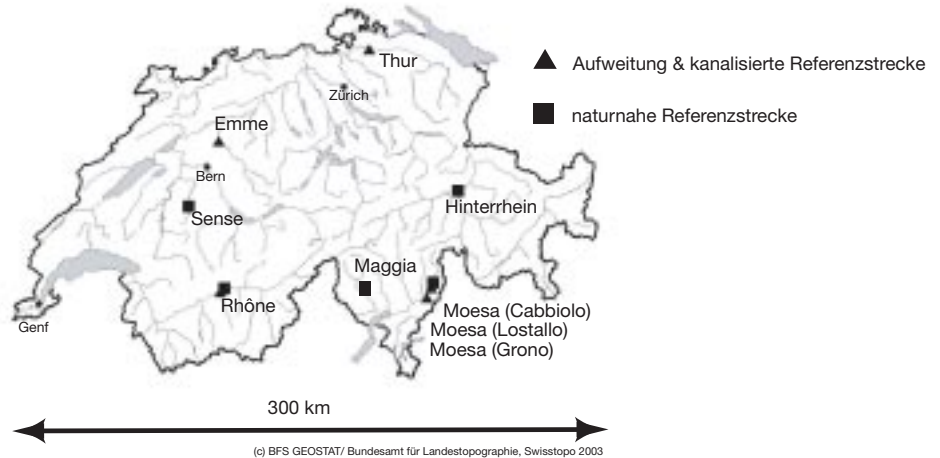 Thur
Aufweitung & kanalisierte Referenzstrecke
Zürich
naturnahe Referenzstrecke
Emme
Bern
Sense
Hinterrhein
Maggia
Rhône
Genf
Moesa (Cabbiolo)
Moesa (Lostallo)
Moesa (Grono)
300 km
(c) BFS GEOSTAT/ Bundesamt für Landestopographie, Swisstopo 2003